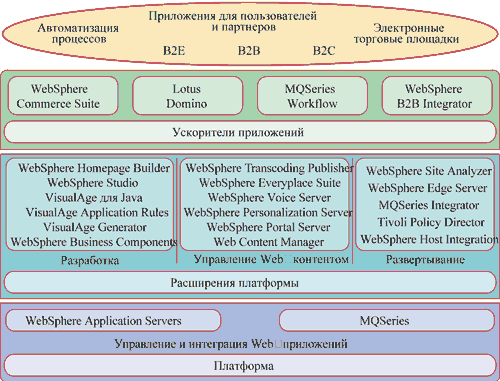 Автоматизация процессов
Приложения для пользователей и партнеров
Электронные торговые площадки
B2E B2B B2C
WebSphere Commerce Suite
Lotus Domino
MQSeries Workflow
WebSphere B2B Integrator
Ускорители приложений
WebSphere Homepage Builder
WebSphere Studio
VisualAge для Java
VisualAge Application Rules
VisualAge Generator
WebSphere Business Components
Разработка
WebSphere Transcoding Publisher
WebSphere Everyplace Suite
WebSphere Voice Server
WebSphere Personalization Server
WebSphere Portal Server
Web Content Manager
Управление Web контентом
WebSphere Site Analyzer
WebSphere Edge Server
MQSeries Integrator
Tivoli Policy Director
WebSphere Host Integration
Развертывание
Расширения платформы
WebSphere Application Servers
MQSeries
Управление и интеграция Web приложений
Платформа